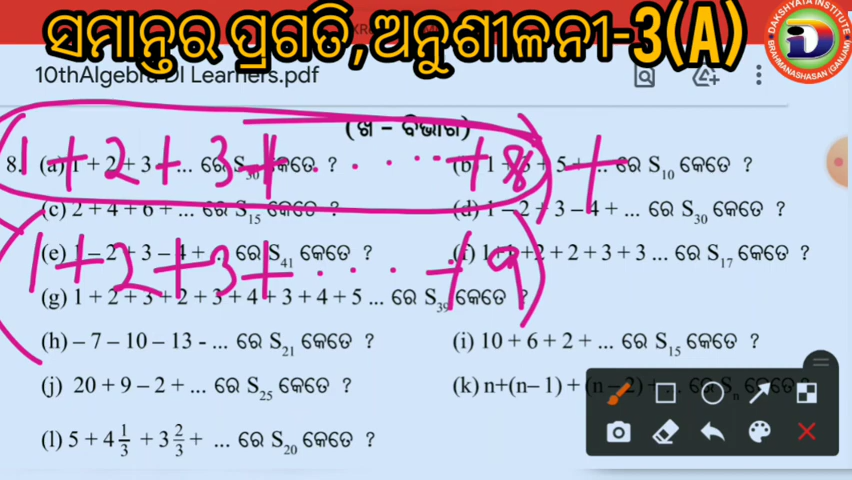 ସମାନ୍ତର ପ୍ରଗତି,ଅନୁଶୀଳନୀ-3(A)
DAKSHYATA INSTITUTE
BRAHMANASHASAN (GANJAM)
10thAlgebra DI Learners.pdf
(ଖ – ବିଭାଗ)
8. (a) 1 + 2 + 3 + ... ରେ S30 କେତେ ? (b) 1 + 3 + 5 + ... ରେ S10 କେତେ ?
1 + 2 + 3 + . . . . . + 8) +
(c) 2 + 4 + 6 + ... ରେ S15 କେତେ ? (d) 1 – 2 + 3 – 4 + ... ରେ S30 କେତେ ?
(e) 1 – 2 + 3 – 4 + ... ରେ S41 କେତେ ? (f) 1+1+2 + 2 + 3 + 3 ... ରେ S17 କେତେ ?
(1 + 2 + 3 + . . . . + 9)
(g) 1 + 2 + 3 + 2 + 3 + 4 + 3 + 4 + 5 ... ରେ S39 କେତେ ?
(h) – 7 – 10 – 13 - ... ରେ S21 କେତେ ? (i) 10 + 6 + 2 + ... ରେ S15 କେତେ ?
(j) 20 + 9 – 2 + ... ରେ S25 କେତେ ? (k) n+(n– 1) + (n – 2) + ... ରେ Sn କେତେ ?
(l) 5 + 4 1/3 + 3 2/3 + ... ରେ S20 କେତେ ?